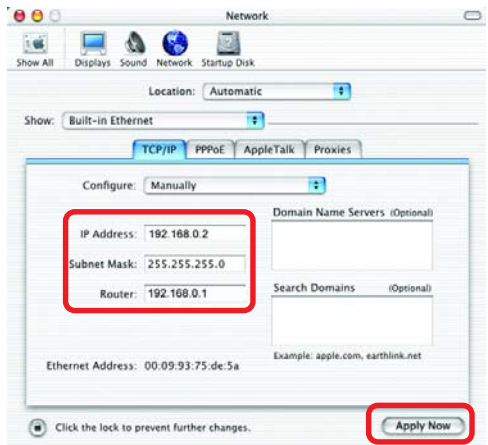 Network
Show All Displays Sound Network Startup Disk
Location: Automatic
Show: Built-in Ethernet
TCP/IP PPPoE AppleTalk Proxies
Configure: Manually
Domain Name Servers (Optional)
IP Address: 192.168.0.2
Subnet Mask: 255.255.255.0
Router: 192.168.0.1
Search Domains (Optional)
Example: apple.com, earthlink.net
Ethernet Address: 00:09:93:75:de:5a
Click the lock to prevent further changes.
Apply Now